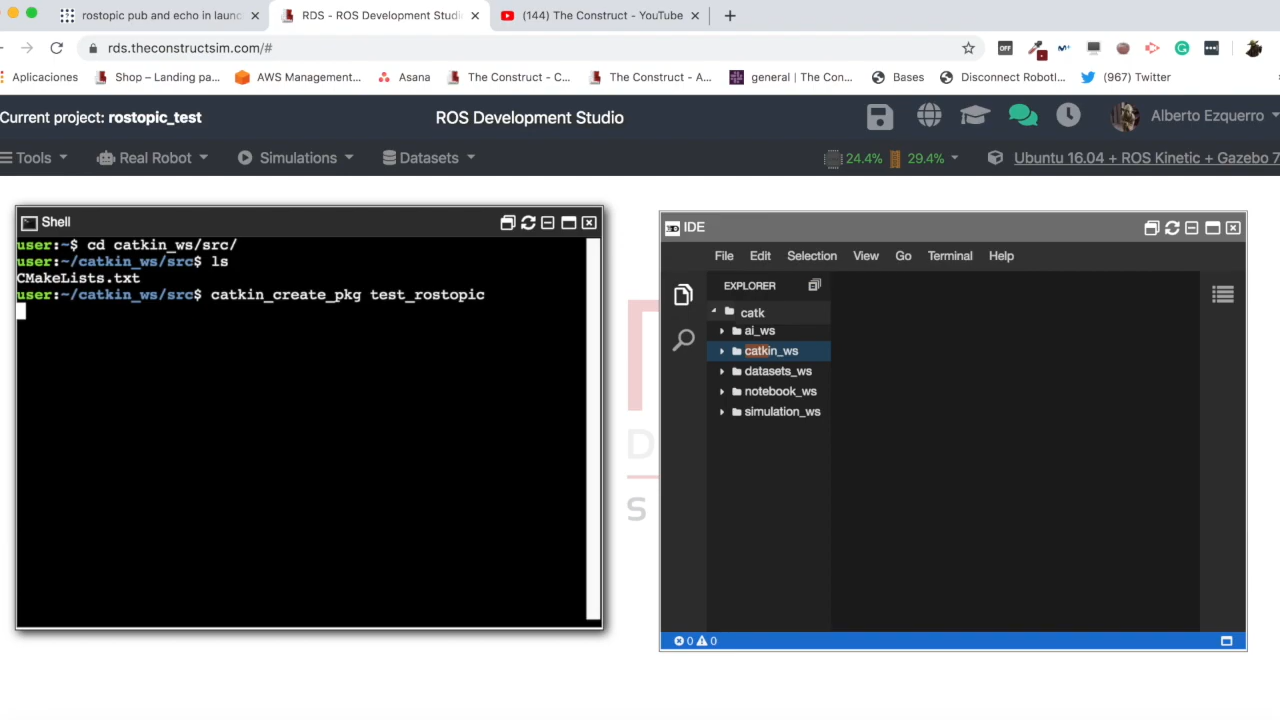 rostopic pub and echo in launc
RDS - ROS Development Studi
(144) The Construct - YouTube
rds.theconstructsim.com/#
OFF
Aplicaciones
Shop – Landing pa...
AWS Management...
Asana
The Construct - C...
The Construct - A...
general | The Con...
Bases
Disconnect RobotI...
(967) Twitter
Current project: rostopic_test
ROS Development Studio
Alberto Ezquerro
Tools
Real Robot
Simulations
Datasets
24.4%
29.4%
Ubuntu 16.04 + ROS Kinetic + Gazebo 7
Shell
user:~$ cd catkin_ws/src/
user:~/catkin_ws/src$ ls
CMakeLists.txt
user:~/catkin_ws/src$ catkin_create_pkg test_rostopic
D
S
IDE
File Edit Selection View Go Terminal Help
EXPLORER
catk
ai_ws
catkin_ws
datasets_ws
notebook_ws
simulation_ws
0 0